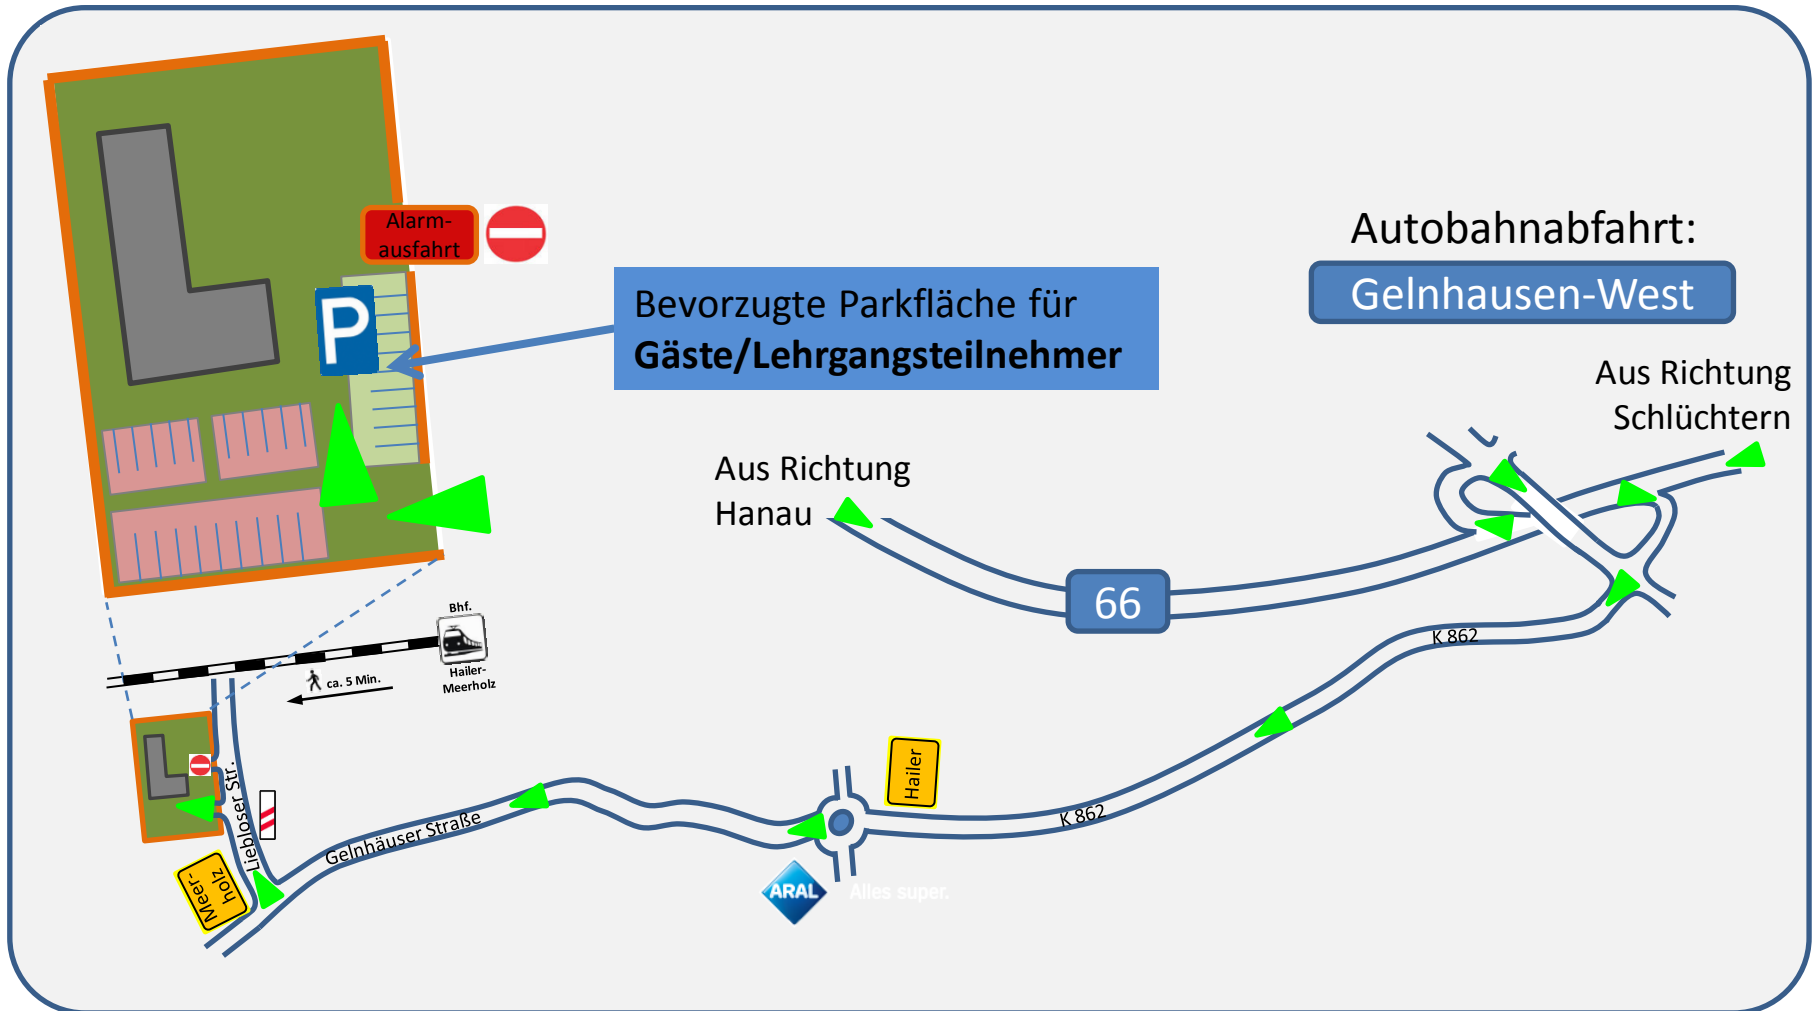 Alarm-
ausfahrt
P
Bevorzugte Parkfläche für
Gäste/Lehrgangsteilnehmer
Autobahnabfahrt:
Gelnhausen-West
Aus Richtung
Schlüchtern
Aus Richtung
Hanau
66
K 862
Bhf.
Hailer-
Meerholz
ca. 5 Min.
Hailer
K 862
Liebloser Str.
Gelnhäuser Straße
Meer-
holz
ARAL
Alles super.